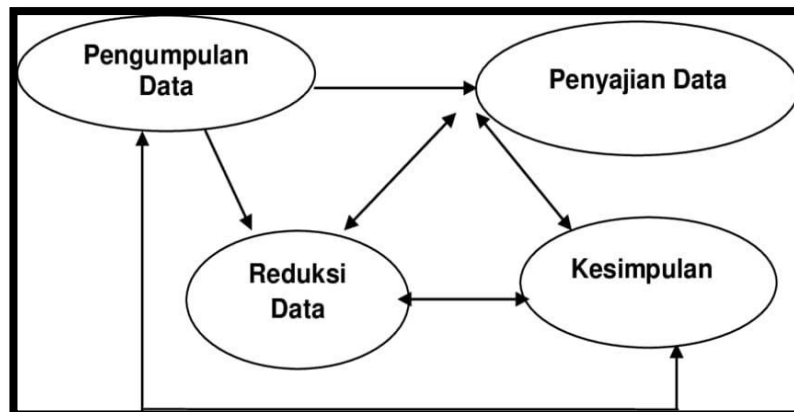 Pengumpulan
Data
Penyajian Data
Reduksi
Data
Kesimpulan